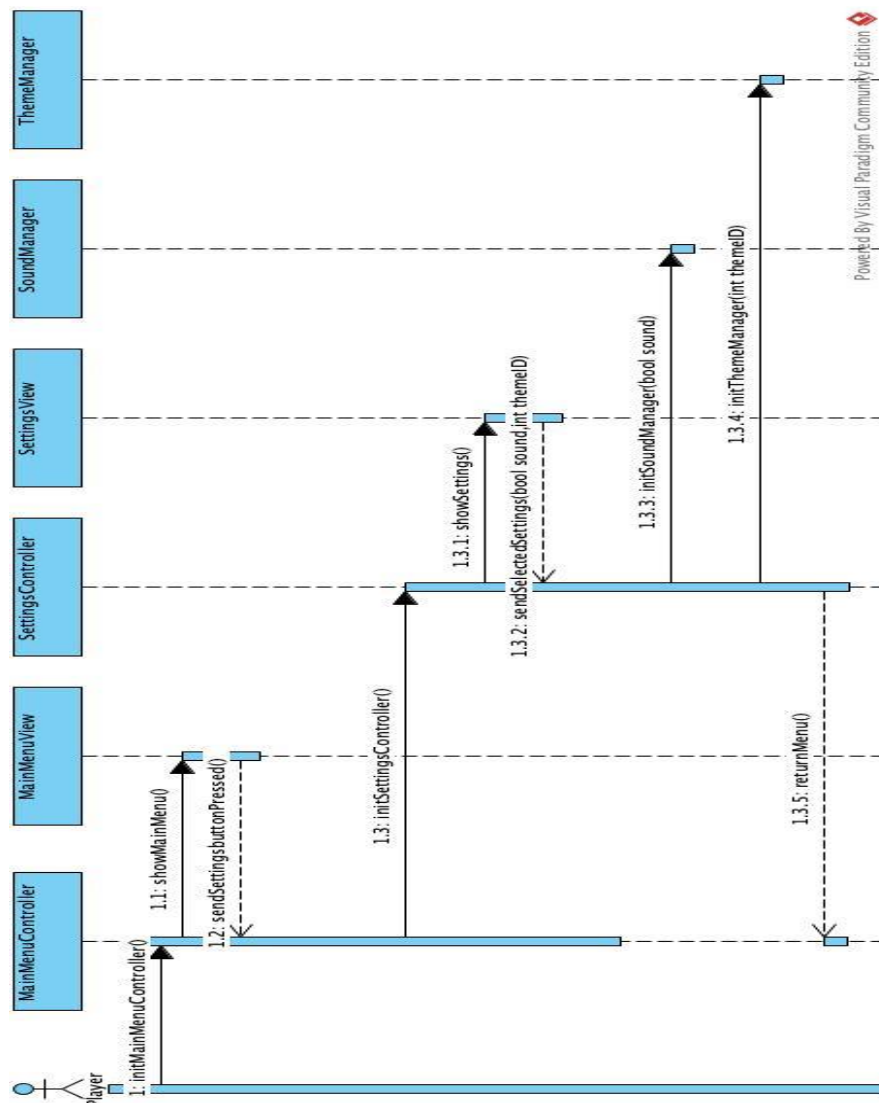 Player
MainMenuController
MainMenuView
SettingsController
SettingsView
SoundManager
ThemeManager
1: initMainMenuController()
1.1: showMainMenu()
1.2: sendSettingsbuttonPressed()
1.3: initSettingsController()
1.3.1: showSettings()
1.3.2: sendSelectedSettings(bool sound,int themeID)
1.3.3: initSoundManager(bool sound)
1.3.4: initThemeManager(int themeID)
1.3.5: returnMenu()
Powered By Visual Paradigm Community Edition